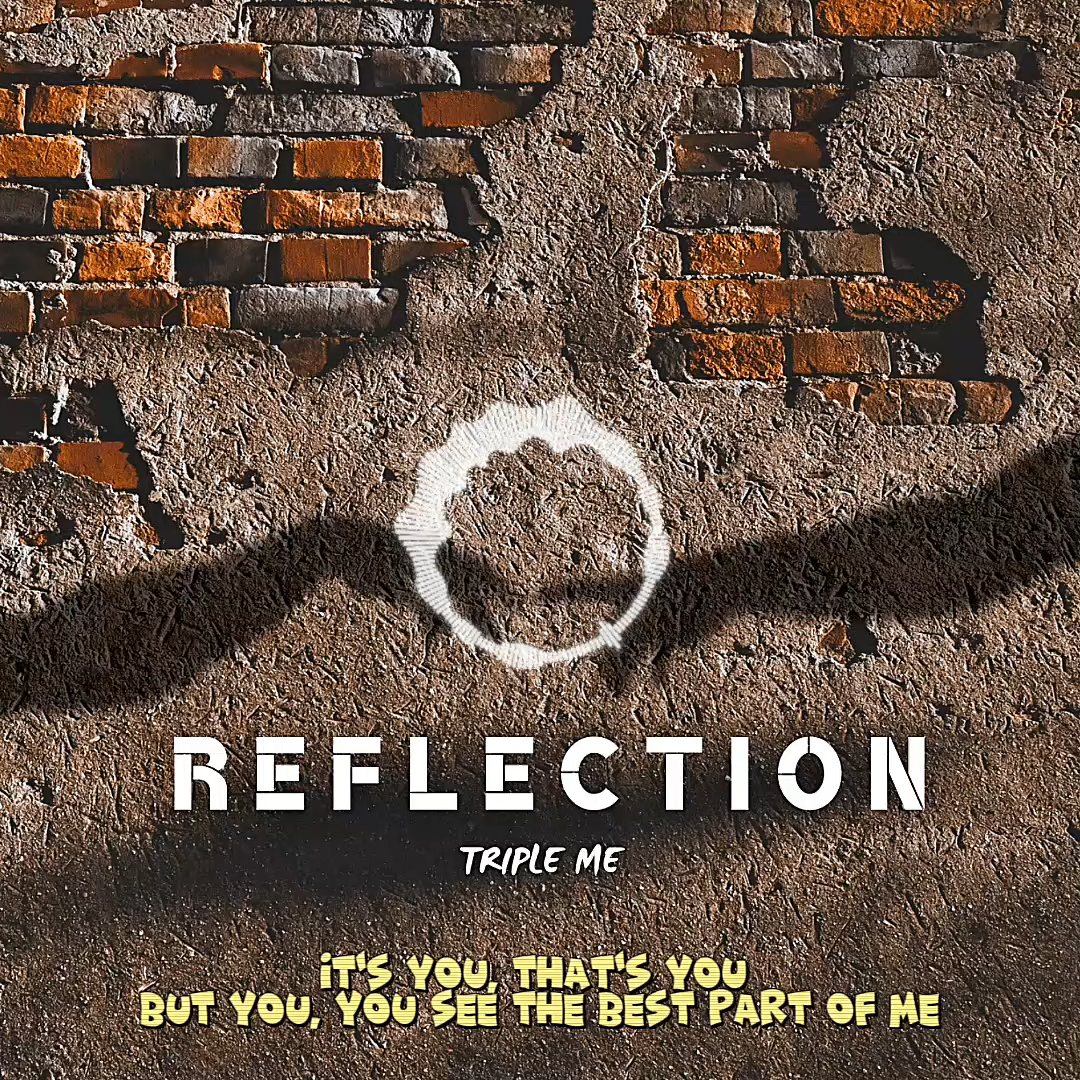 REFLECTION
TRIPLE ME
iT'S YOU, THAT'S YOU
BUT YOU, YOU SEE THE BEST PART OF ME